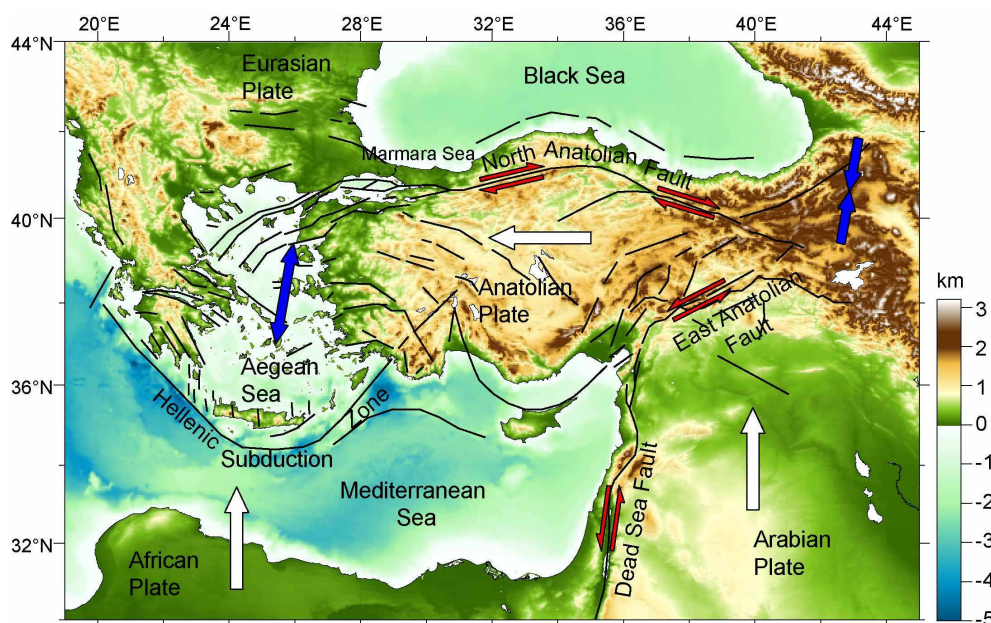 20°E 24°E 28°E 32°E 36°E 40°E 44°E
44°N
40°N
36°N
32°N
Eurasian
Plate
Black Sea
Marmara Sea
North Anatolian Fault
Anatolian
Plate
East Anatolian
Fault
Aegean
Sea
Hellenic
Subduction
Zone
Mediterranean
Sea
Dead Sea Fault
African
Plate
Arabian
Plate
km
3
2
1
0
-1
-2
-3
-4
-5